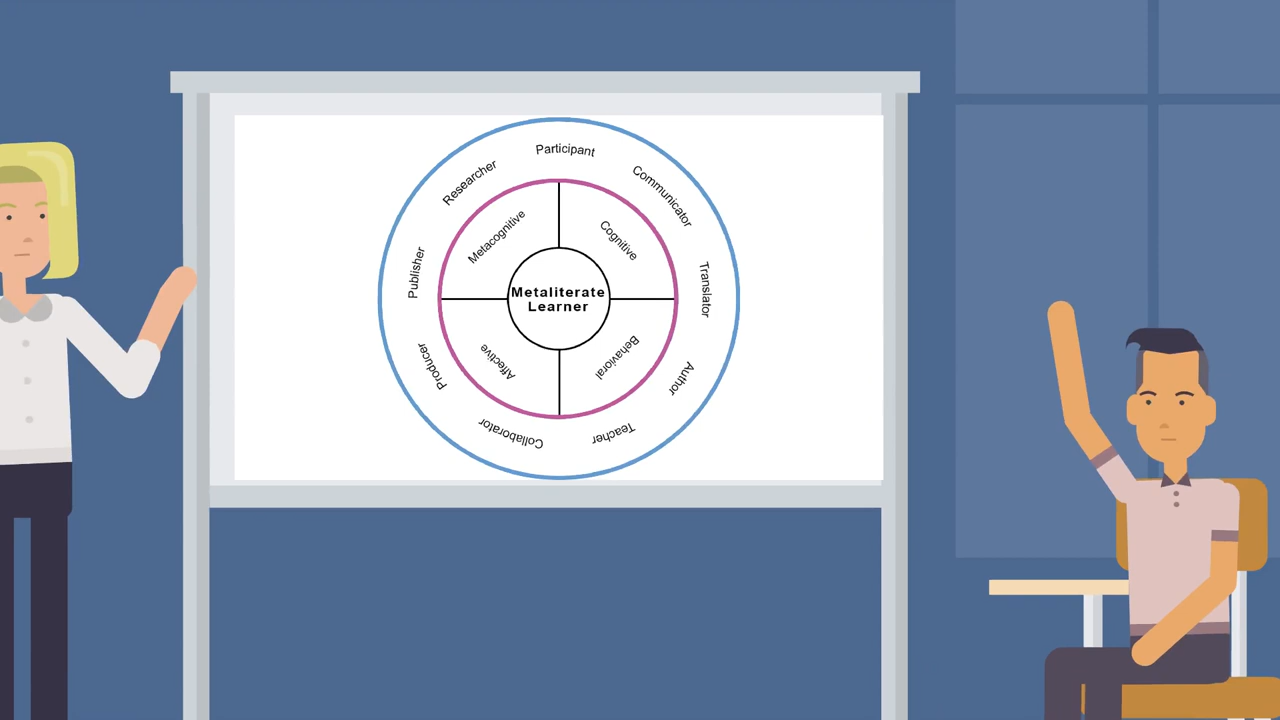 Participant
Communicator
Translator
Author
Teacher
Collaborator
Producer
Publisher
Researcher
Metacognitive
Cognitive
Behavioral
Affective
Metaliterate
Learner